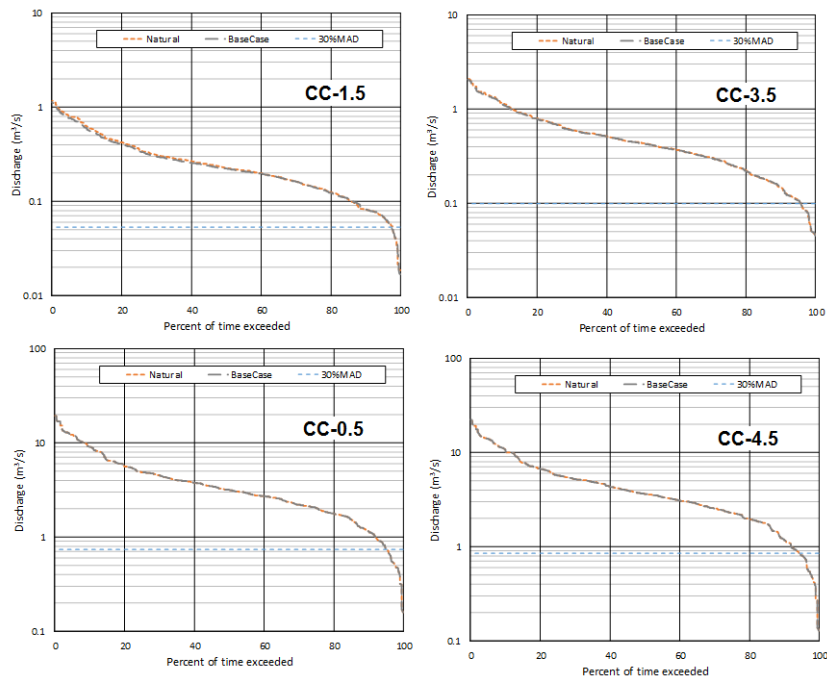 10
Natural BaseCase 30%MAD
CC-1.5
1
Discharge (m³/s)
0.1
0.01
0 20 40 60 80 100
Percent of time exceeded
10
Natural BaseCase 30%MAD
CC-3.5
1
Discharge (m³/s)
0.1
0.01
0 20 40 60 80 100
Percent of time exceeded
100
Natural BaseCase 30%MAD
CC-0.5
10
Discharge (m³/s)
1
0.1
0 20 40 60 80 100
Percent of time exceeded
100
Natural BaseCase 30%MAD
CC-4.5
10
Discharge (m³/s)
1
0.1
0 20 40 60 80 100
Percent of time exceeded